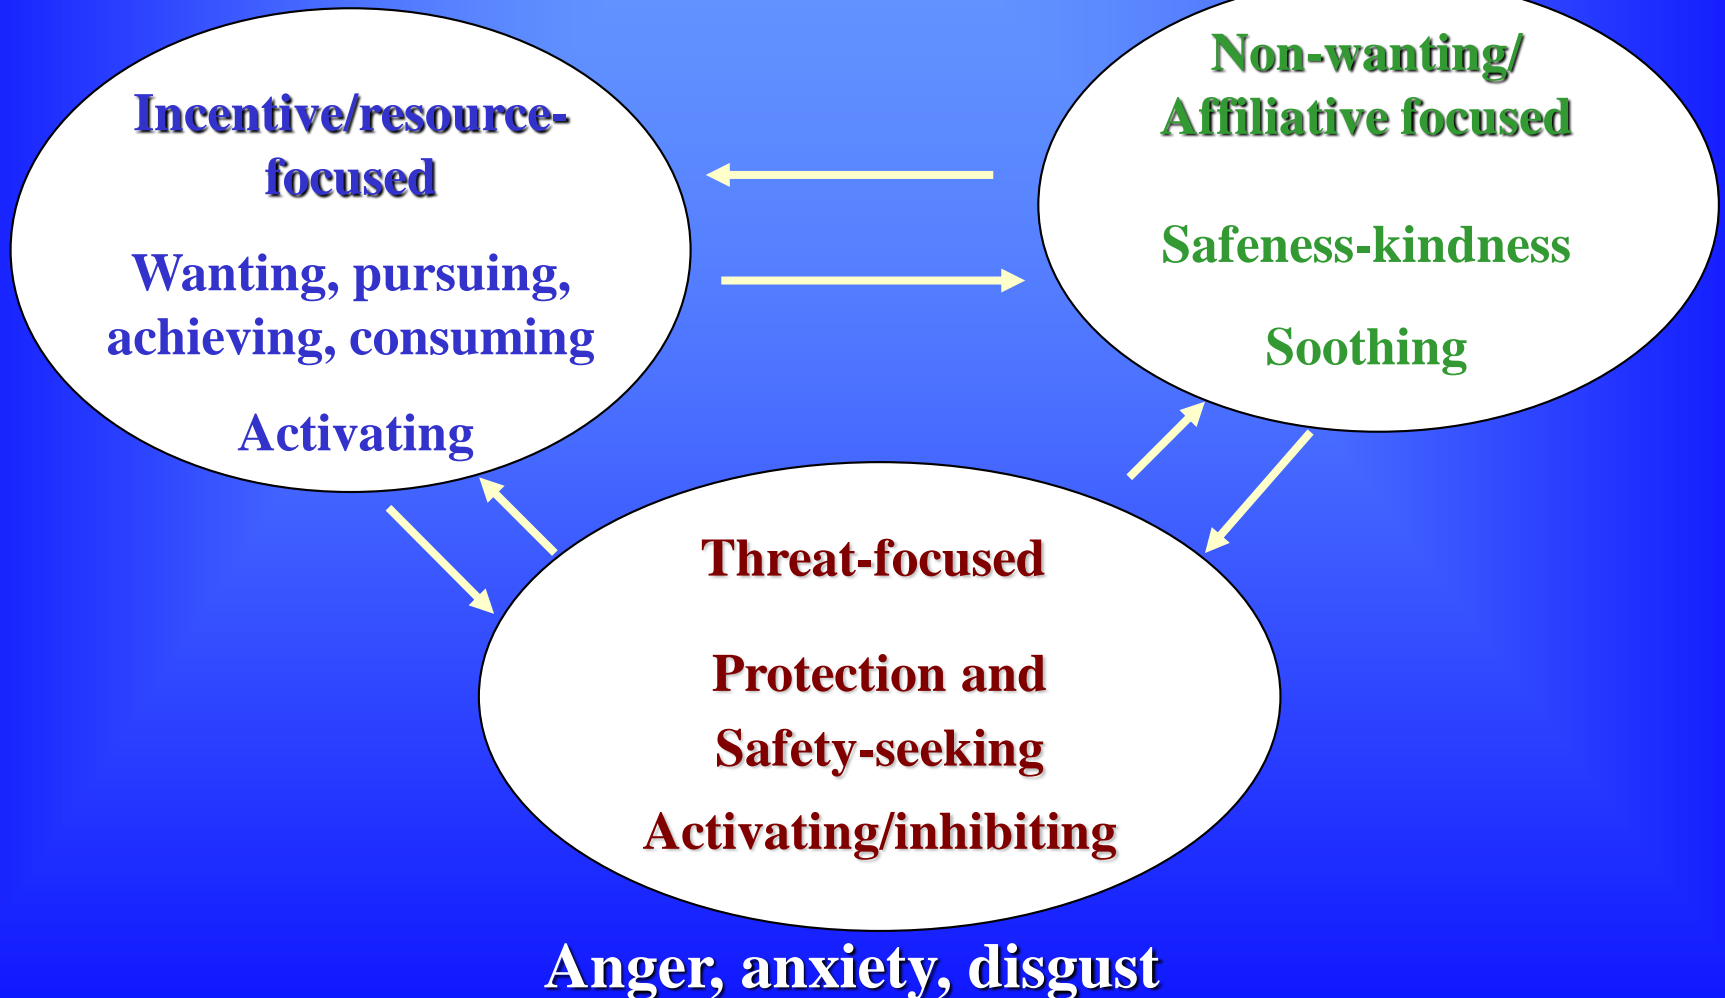 Incentive/resource-
focused
Wanting, pursuing,
achieving, consuming
Activating
Non-wanting/
Affiliative focused
Safeness-kindness
Soothing
Threat-focused
Protection and
Safety-seeking
Activating/inhibiting
Anger, anxiety, disgust